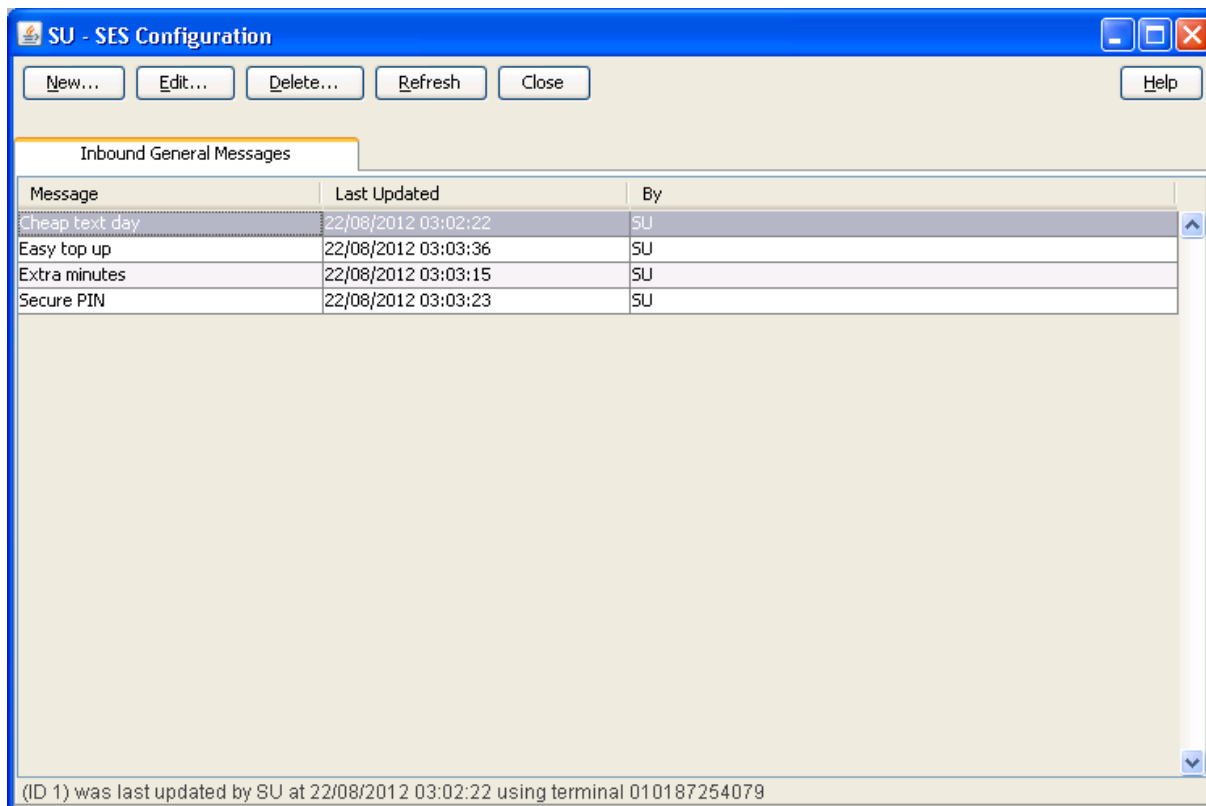 SU - SES Configuration
New... Edit... Delete... Refresh Close Help
Inbound General Messages
Message Last Updated By
Cheap text day 22/08/2012 03:02:22 SU
Easy top up 22/08/2012 03:03:36 SU
Extra minutes 22/08/2012 03:03:15 SU
Secure PIN 22/08/2012 03:03:23 SU
(ID 1) was last updated by SU at 22/08/2012 03:02:22 using terminal 010187254079